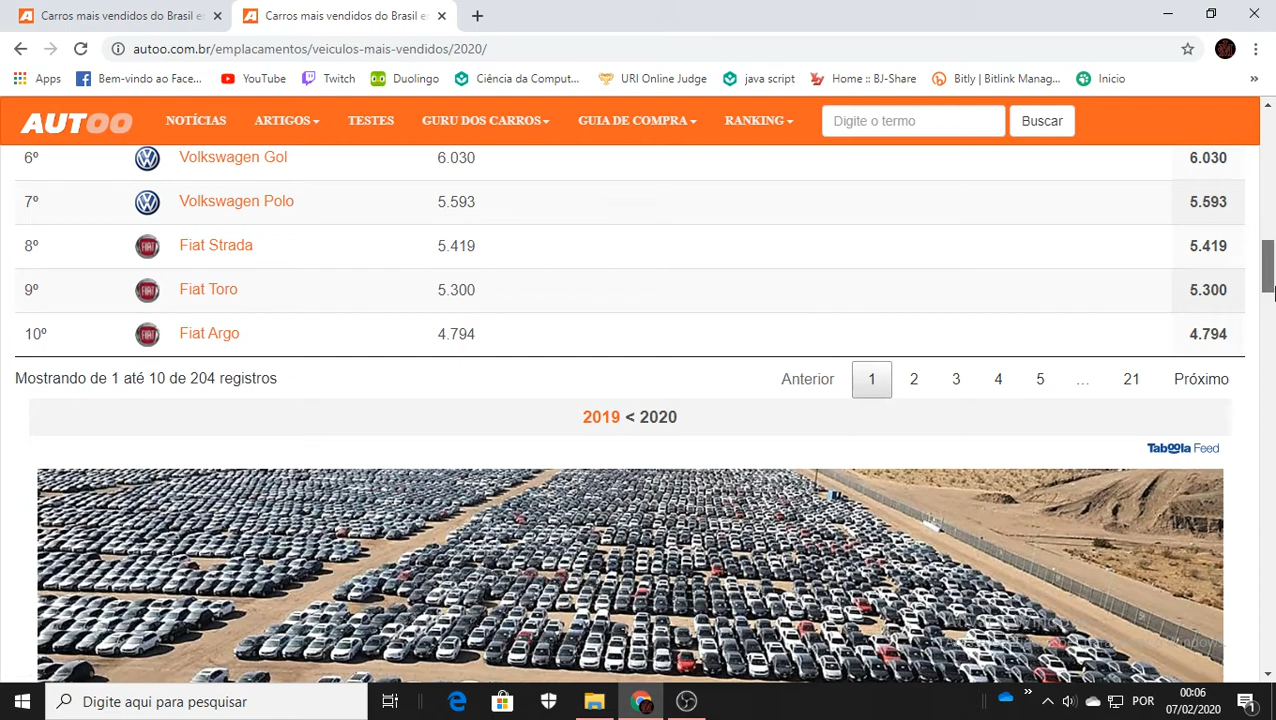 Carros mais vendidos do Brasil e
Carros mais vendidos do Brasil e
autoo.com.br/emplacamentos/veiculos-mais-vendidos/2020/
Apps Bem-vindo ao Face... YouTube Twitch Duolingo Ciência da Comput... URI Online Judge java script Home :: BJ-Share Bitly | Bitlink Manag... Inicio »
AUTOO NOTÍCIAS ARTIGOS TESTES GURU DOS CARROS GUIA DE COMPRA RANKING Digite o termo Buscar
6º Volkswagen Gol 6.030 6.030
7º Volkswagen Polo 5.593 5.593
8º Fiat Strada 5.419 5.419
9º Fiat Toro 5.300 5.300
10º Fiat Argo 4.794 4.794
Mostrando de 1 até 10 de 204 registros Anterior 1 2 3 4 5 ... 21 Próximo
2019 < 2020
Taboola Feed
Digite aqui para pesquisar
POR
00:06
07/02/2020
1